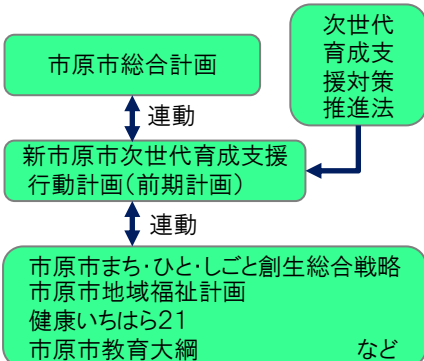 市原市総合計画
次世代
育成支
援対策
推進法
連動
新市原市次世代育成支援
行動計画(前期計画)
連動
市原市まち・ひと・しごと創生総合戦略
市原市地域福祉計画
健康いちはら21
市原市教育大綱 など